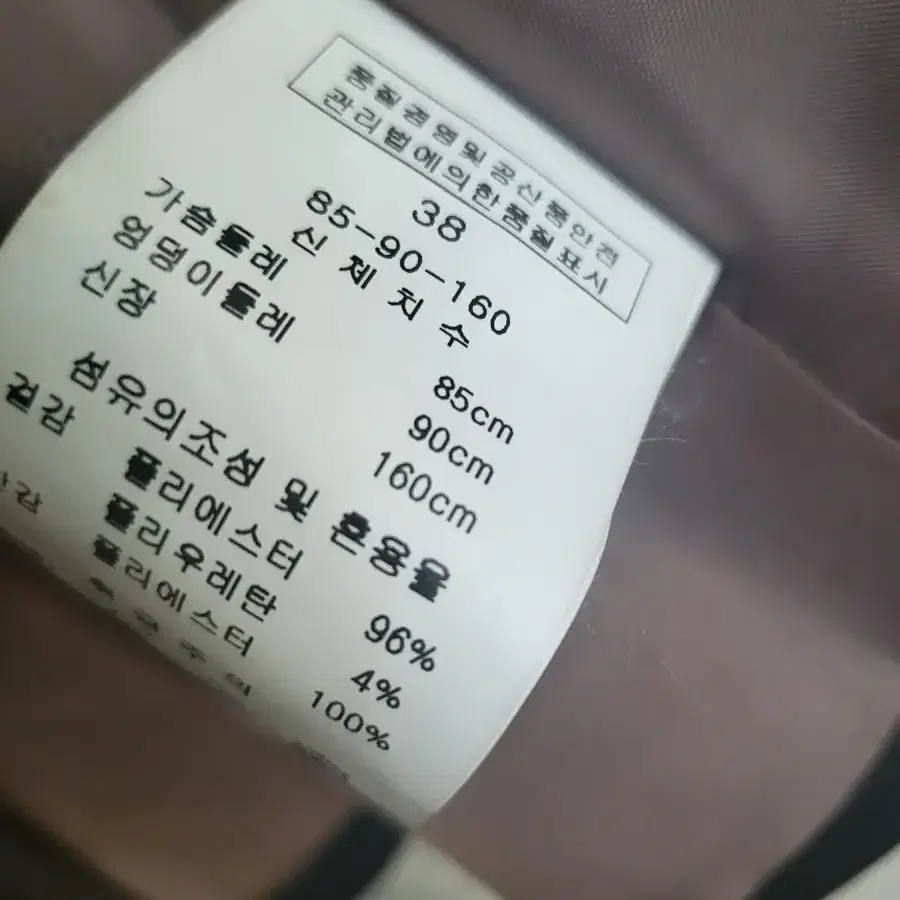 품질경영및공산품안전
관리법에의한품질표시
38
85-90-160
신 체 치 수
가슴둘레 85cm
엉덩이둘레 90cm
신장 160cm
섬유의조성 및 혼용율
겉감 폴리에스터 96%
폴리우레탄 4%
안감 폴리에스터 100%